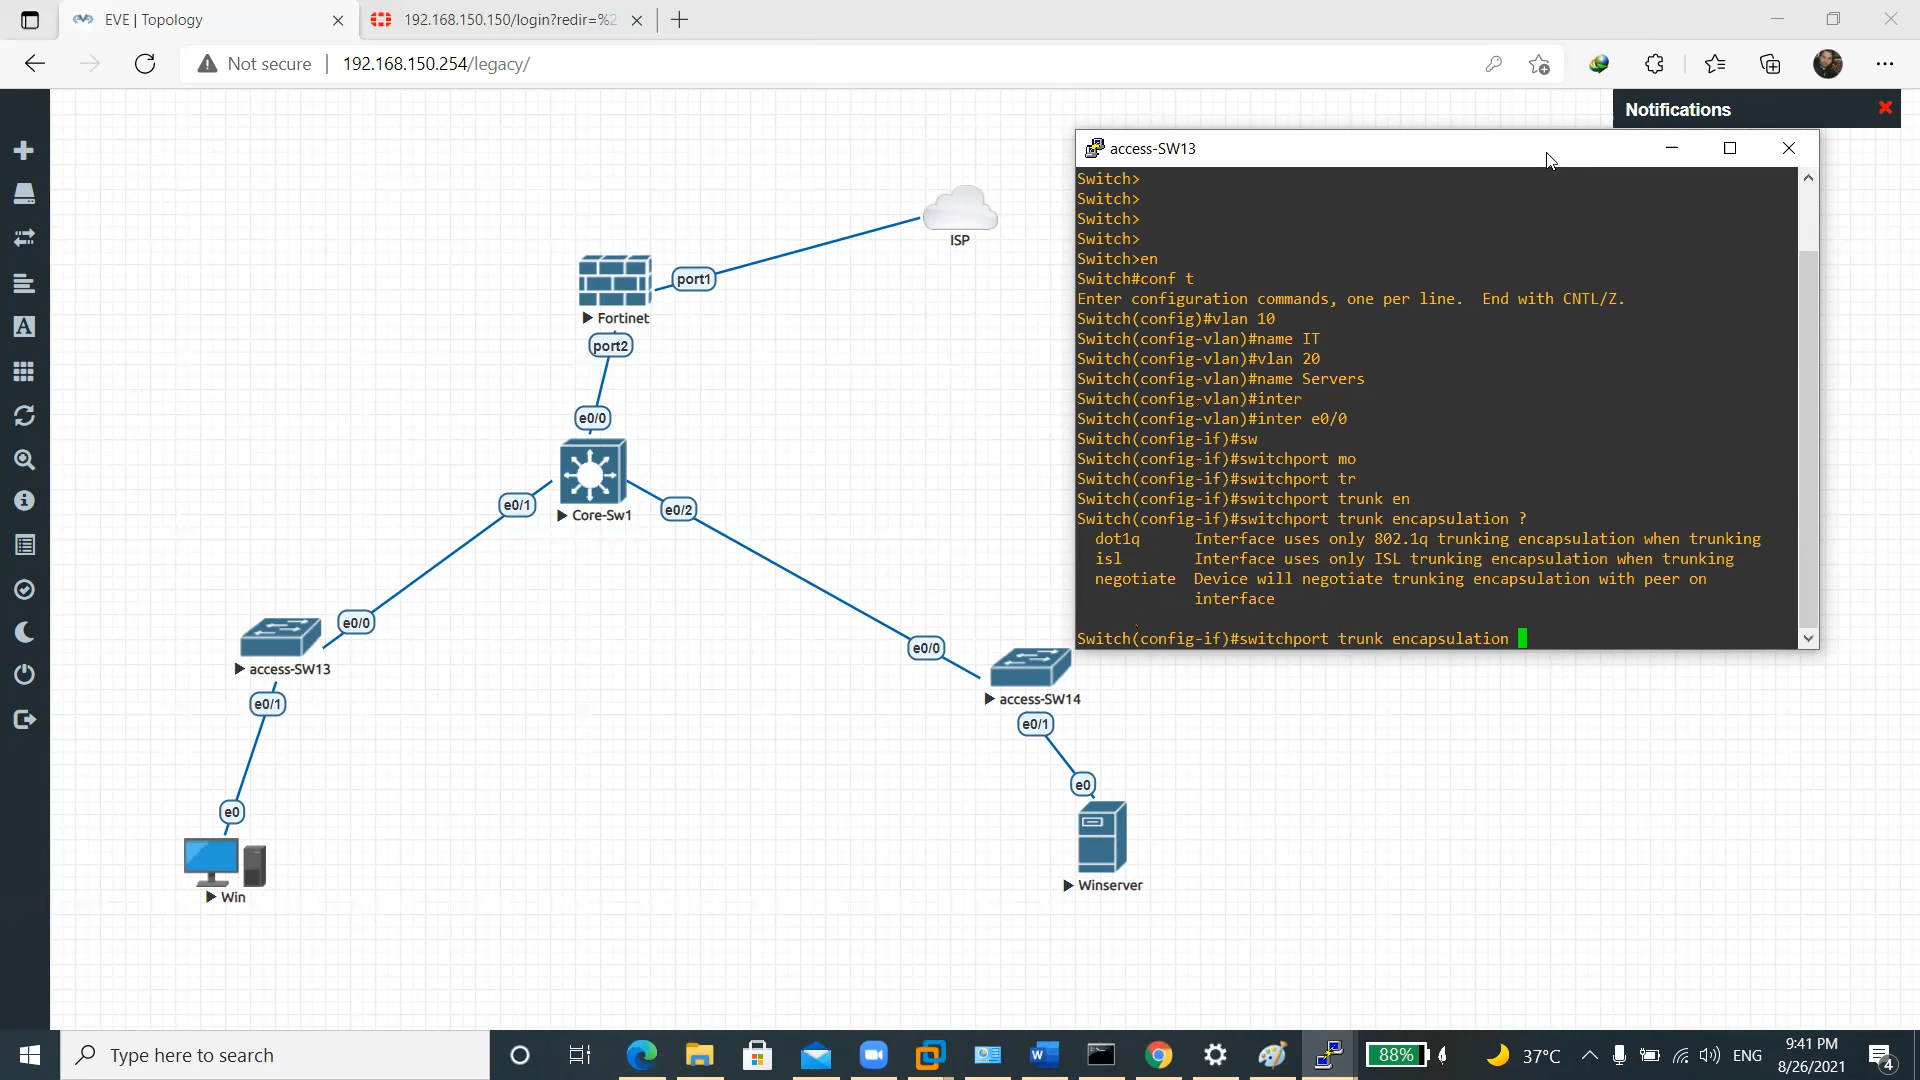 EVE | Topology
192.168.150.150/login?redir=%2
Not secure
192.168.150.254/legacy/
Notifications
access-SW13
Switch>
Switch>
Switch>
Switch>
Switch>en
Switch#conf t
Enter configuration commands, one per line.  End with CNTL/Z.
Switch(config)#vlan 10
Switch(config-vlan)#name IT
Switch(config-vlan)#vlan 20
Switch(config-vlan)#name Servers
Switch(config-vlan)#inter
Switch(config-vlan)#inter e0/0
Switch(config-if)#sw
Switch(config-if)#switchport mo
Switch(config-if)#switchport tr
Switch(config-if)#switchport trunk en
Switch(config-if)#switchport trunk encapsulation ?
dot1q      Interface uses only 802.1q trunking encapsulation when trunking
isl        Interface uses only ISL trunking encapsulation when trunking
negotiate  Device will negotiate trunking encapsulation with peer on
interface
Switch(config-if)#switchport trunk encapsulation
ISP
port1
Fortinet
port2
e0/0
Core-Sw1
e0/1
e0/2
e0/0
access-SW13
e0/1
e0
Win
e0/0
access-SW14
e0/1
e0
Winserver
Type here to search
88%
37°C
ENG
9:41 PM
8/26/2021
4